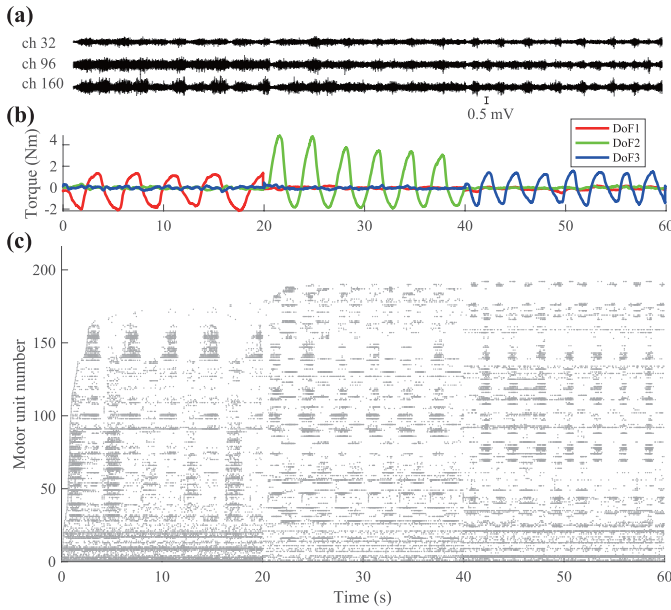 (a)
ch 32
ch 96
ch 160
0.5 mV
(b)
DoF1
DoF2
DoF3
Torque (Nm)
4
2
0
-2
0 10 20 30 40 50 60
(c)
Motor unit number
200
150
100
50
0
0 10 20 30 40 50 60
Time (s)